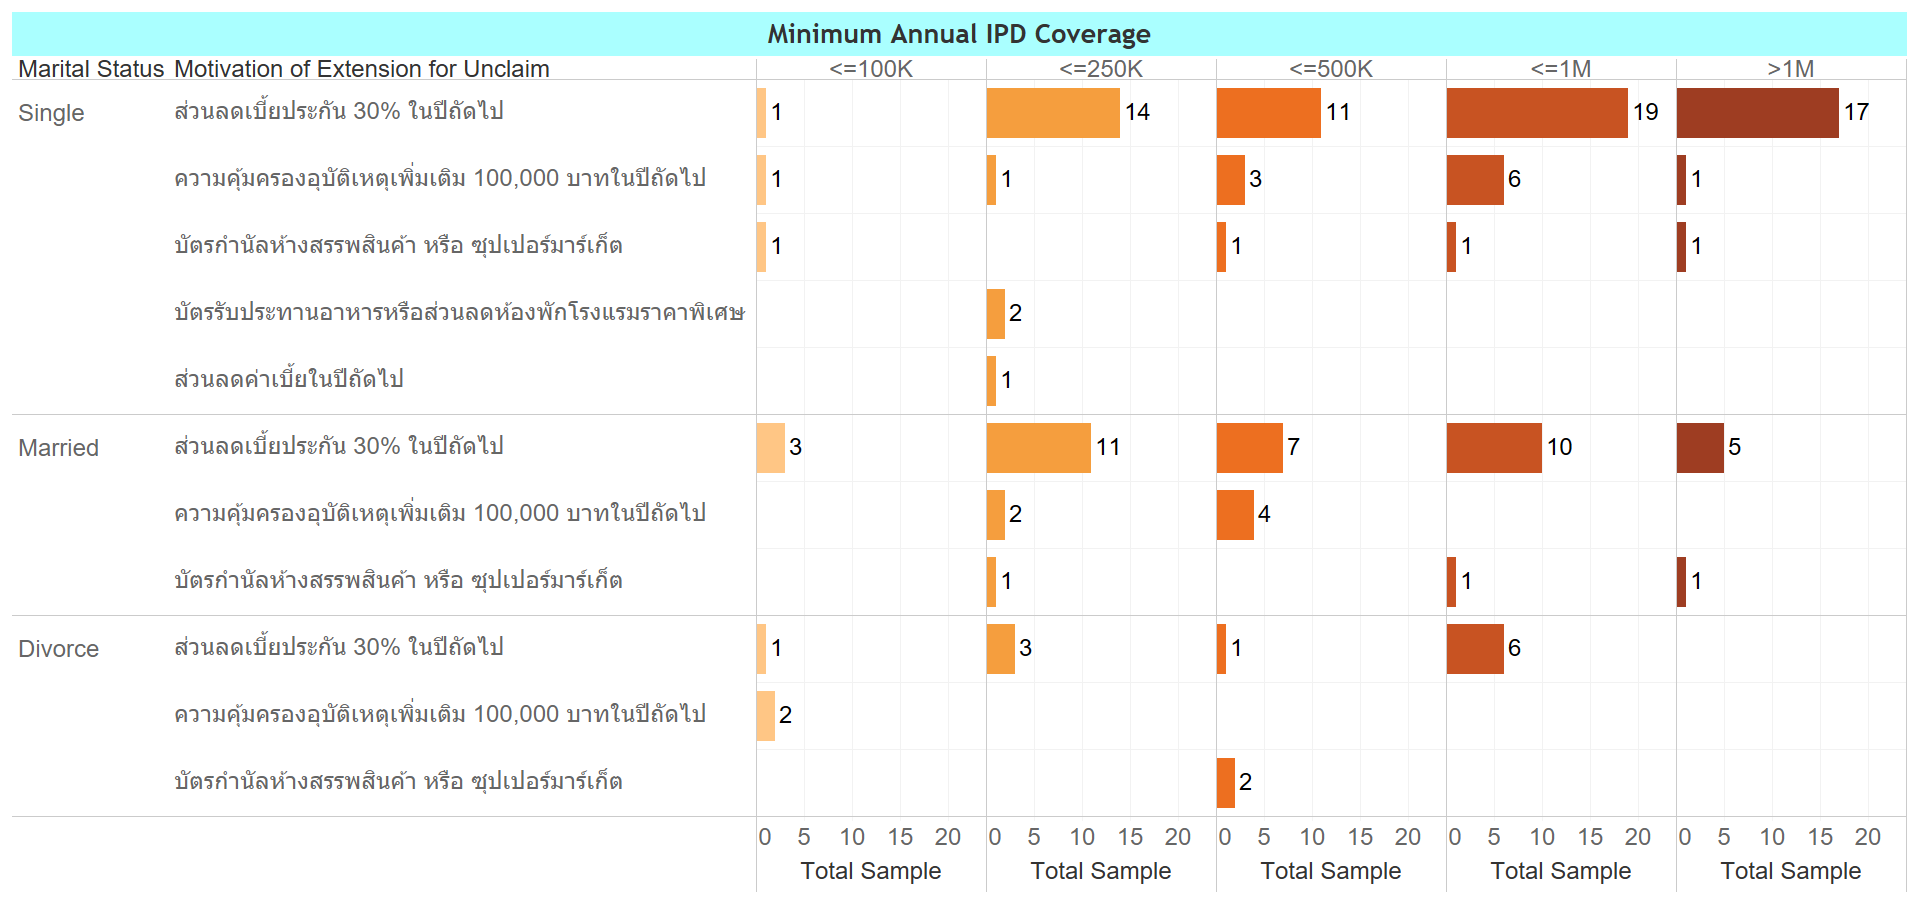 Minimum Annual IPD Coverage
Marital Status Motivation of Extension for Unclaim <=100K <=250K <=500K <=1M >1M
Single ส่วนลดเบี้ยประกัน 30% ในปีถัดไป 1 14 11 19 17
ความคุ้มครองอุบัติเหตุเพิ่มเติม 100,000 บาทในปีถัดไป 1 1 3 6 1
บัตรกำนัลห้างสรรพสินค้า หรือ ซุปเปอร์มาร์เก็ต 1 1 1 1
บัตรรับประทานอาหารหรือส่วนลดห้องพักโรงแรมราคาพิเศษ 2
ส่วนลดค่าเบี้ยในปีถัดไป 1
Married ส่วนลดเบี้ยประกัน 30% ในปีถัดไป 3 11 7 10 5
ความคุ้มครองอุบัติเหตุเพิ่มเติม 100,000 บาทในปีถัดไป 2 4
บัตรกำนัลห้างสรรพสินค้า หรือ ซุปเปอร์มาร์เก็ต 1 1 1
Divorce ส่วนลดเบี้ยประกัน 30% ในปีถัดไป 1 3 1 6
ความคุ้มครองอุบัติเหตุเพิ่มเติม 100,000 บาทในปีถัดไป 2
บัตรกำนัลห้างสรรพสินค้า หรือ ซุปเปอร์มาร์เก็ต 2
0 5 10 15 20 0 5 10 15 20 0 5 10 15 20 0 5 10 15 20 0 5 10 15 20
Total Sample Total Sample Total Sample Total Sample Total Sample